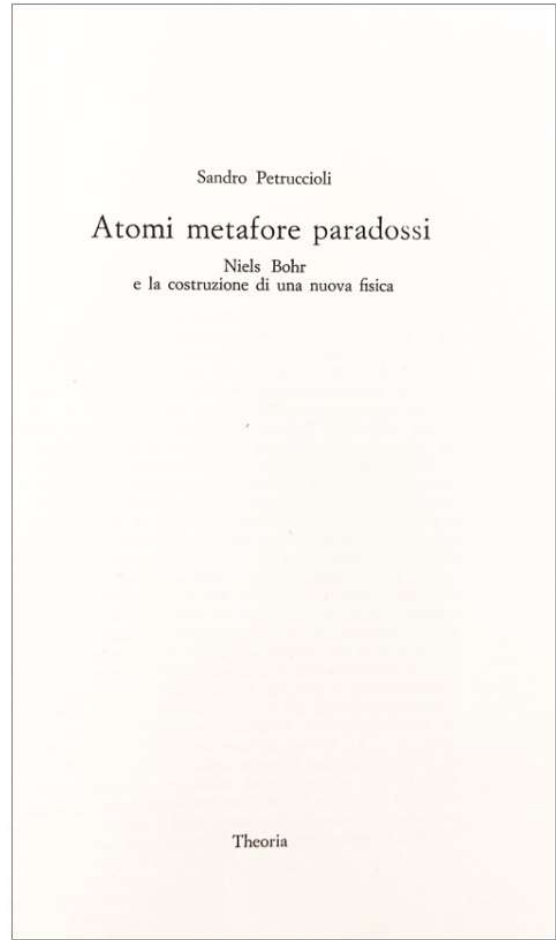 Sandro Petruccioli
Atomi metafore paradossi
Niels Bohr
e la costruzione di una nuova fisica
Theoria